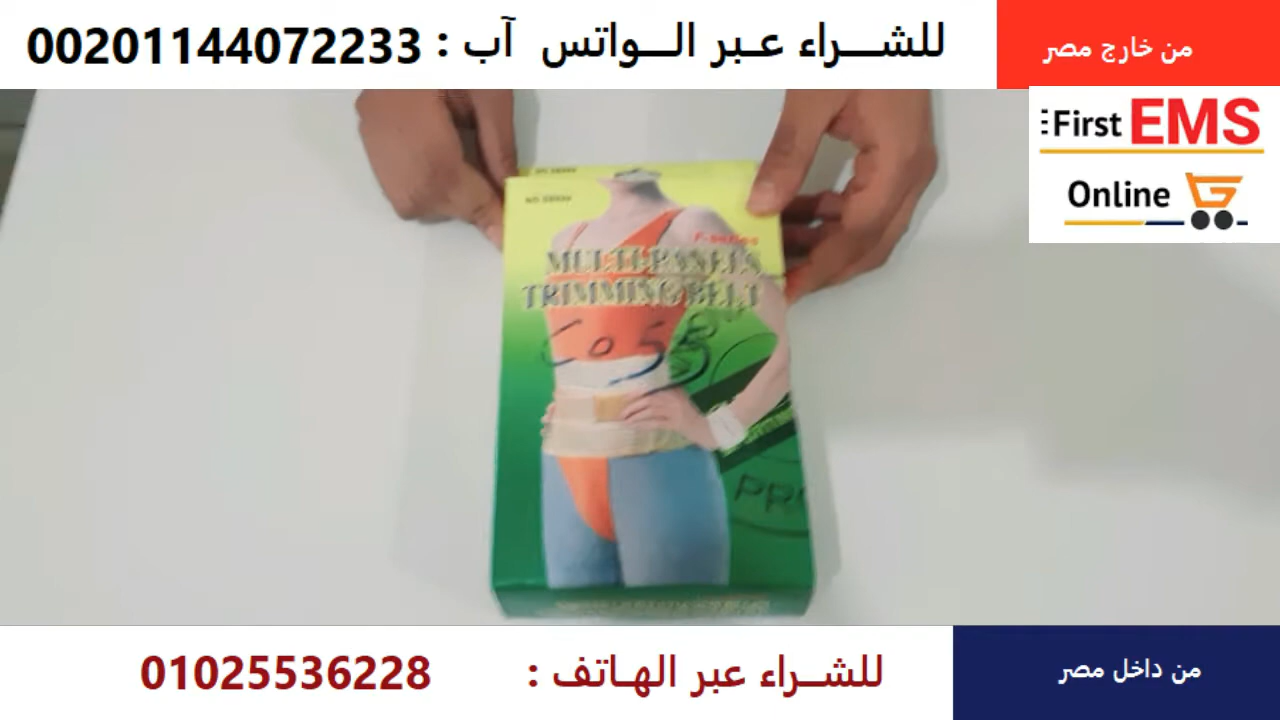 من خارج مصر
للشـــراء عـبر الـــواتس آب : 00201144072233
First EMS
Online
F-series
MULTI-PANELS
TRIMMING BELT
من داخل مصر
للشـــراء عبر الهـاتف : 01025536228